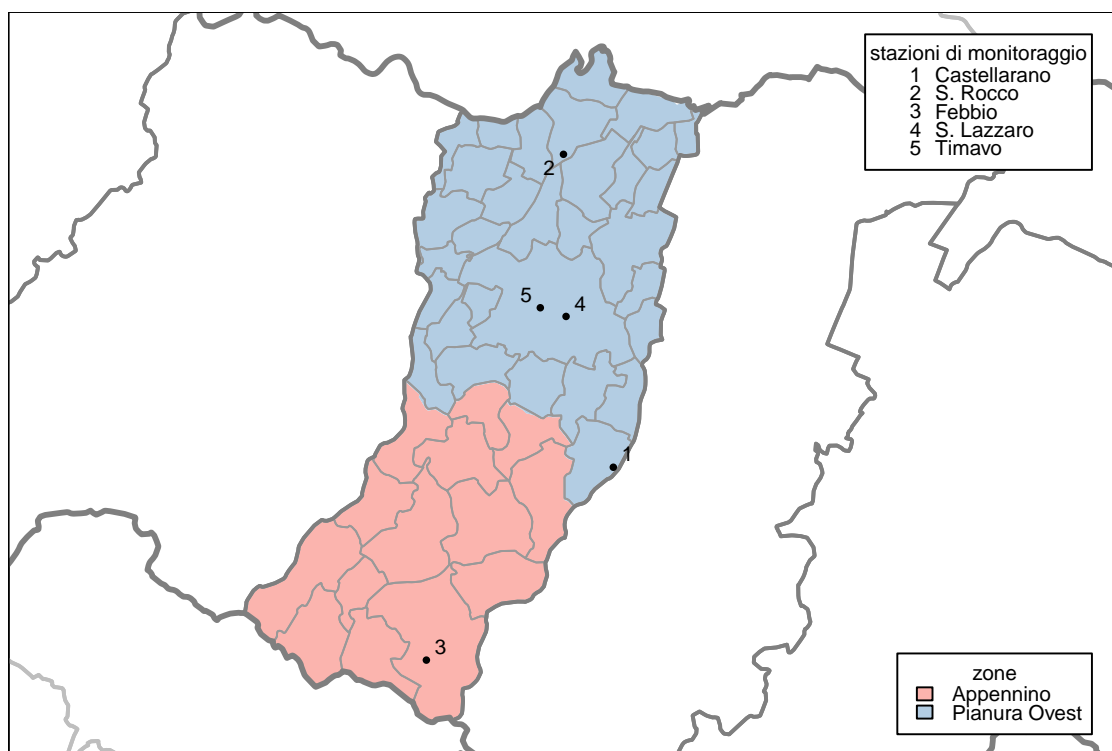 stazioni di monitoraggio
1 Castellarano
2 S. Rocco
3 Febbio
4 S. Lazzaro
5 Timavo
2
5
4
1
3
zone
Appennino
Pianura Ovest